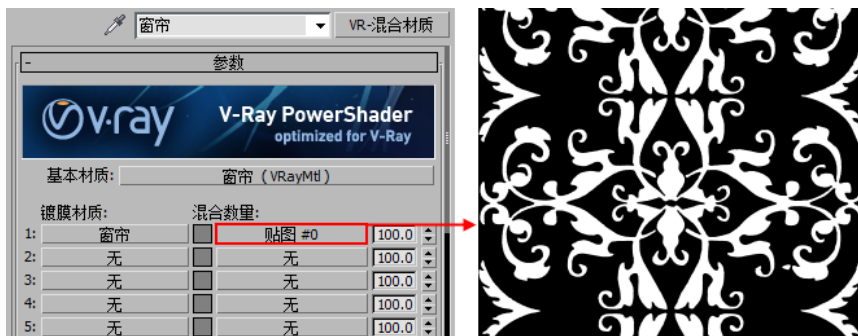 窗帘 VR-混合材质
- 参数
v·ray V-Ray PowerShader
optimized for V-Ray
基本材质: 窗帘 ( VRayMtl )
镀膜材质: 混合数量:
1: 窗帘 贴图 #0 100.0
2: 无 无 100.0
3: 无 无 100.0
4: 无 无 100.0
5: 无 无 100.0